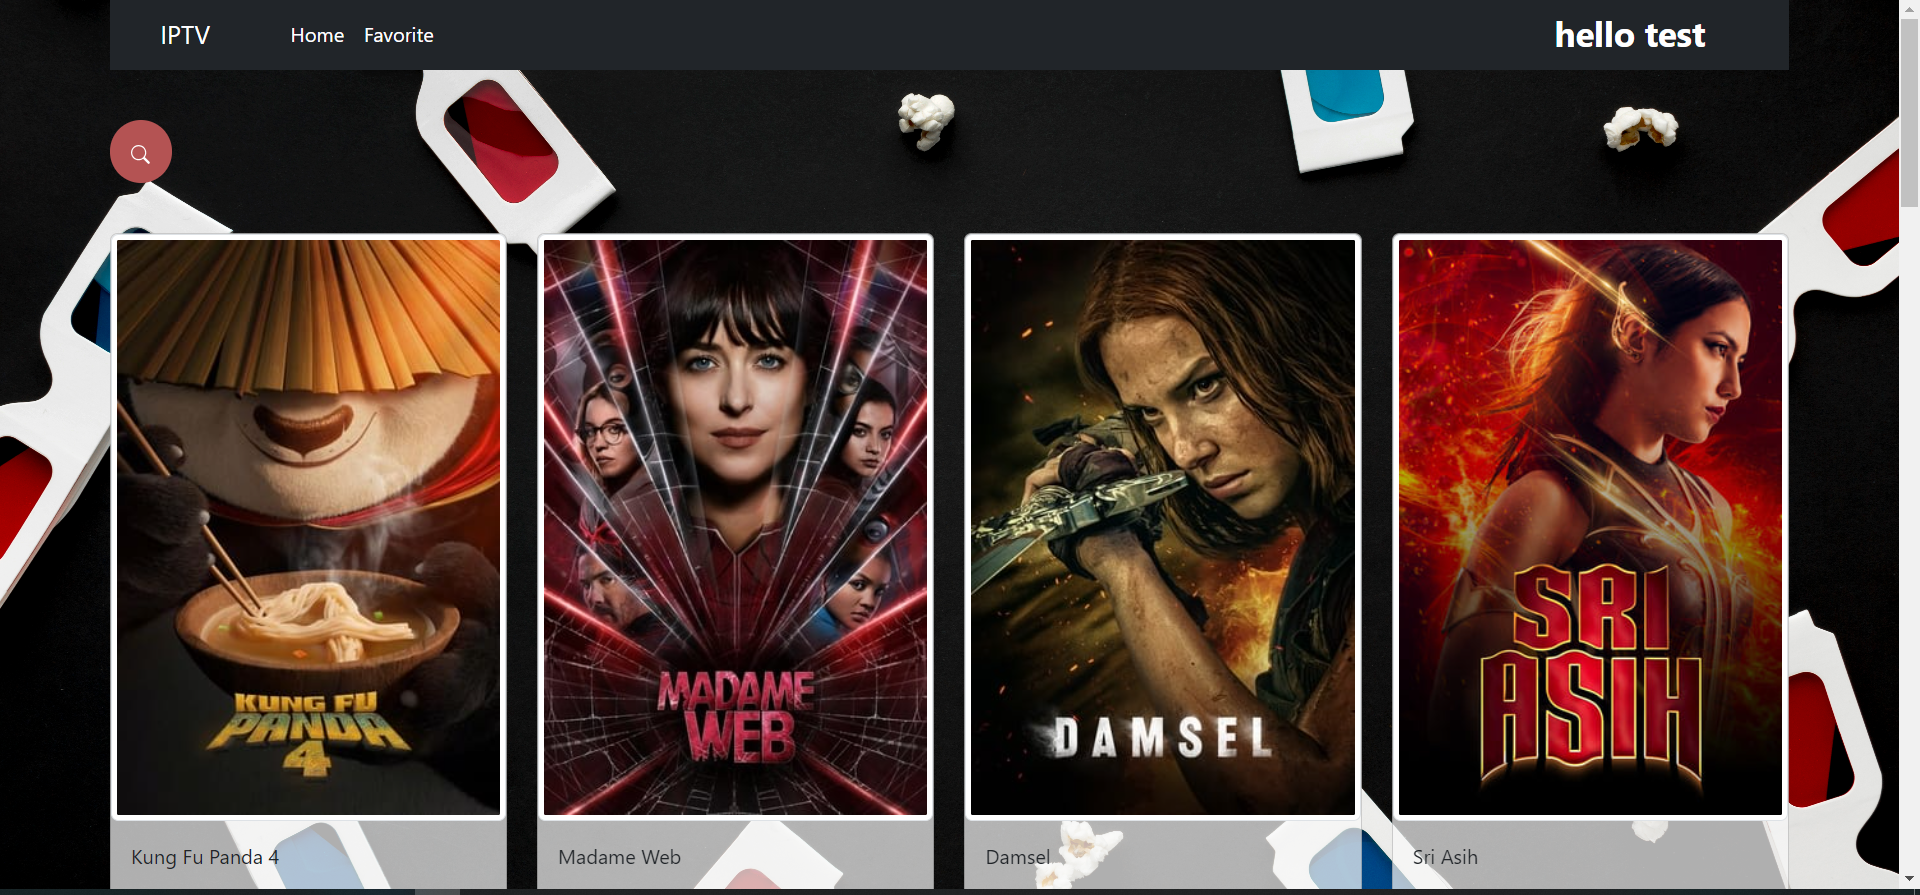 IPTV
Home
Favorite
hello test
KUNG FU
PANDA
4
MADAME
WEB
DAMSEL
SRI
ASIH
Kung Fu Panda 4
Madame Web
Damsel
Sri Asih